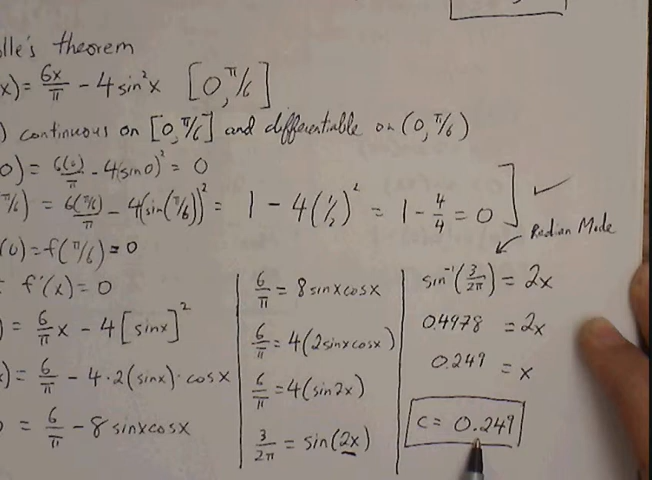 lle's theorem
x) = 6x/π - 4sin²x [0, π/6]
) continuous on [0, π/6] and differentiable on (0, π/6)
0) = 6(0)/π - 4(sin0)² = 0
π/6) = 6(π/6)/π - 4(sin(π/6))² = 1 - 4(1/2)² = 1 - 4/4 = 0
(0) = f(π/6) = 0
f'(x) = 0
) = 6/π x - 4[sinx]²
x) = 6/π - 4·2(sinx)·cosx
0 = 6/π - 8sinxcosx
6/π = 8sinxcosx
6/π = 4(2sinxcosx)
6/π = 4(sin2x)
3/2π = sin(2x)
Radian Mode
sin⁻¹(3/2π) = 2x
0.4978 = 2x
0.249 = x
c = 0.249